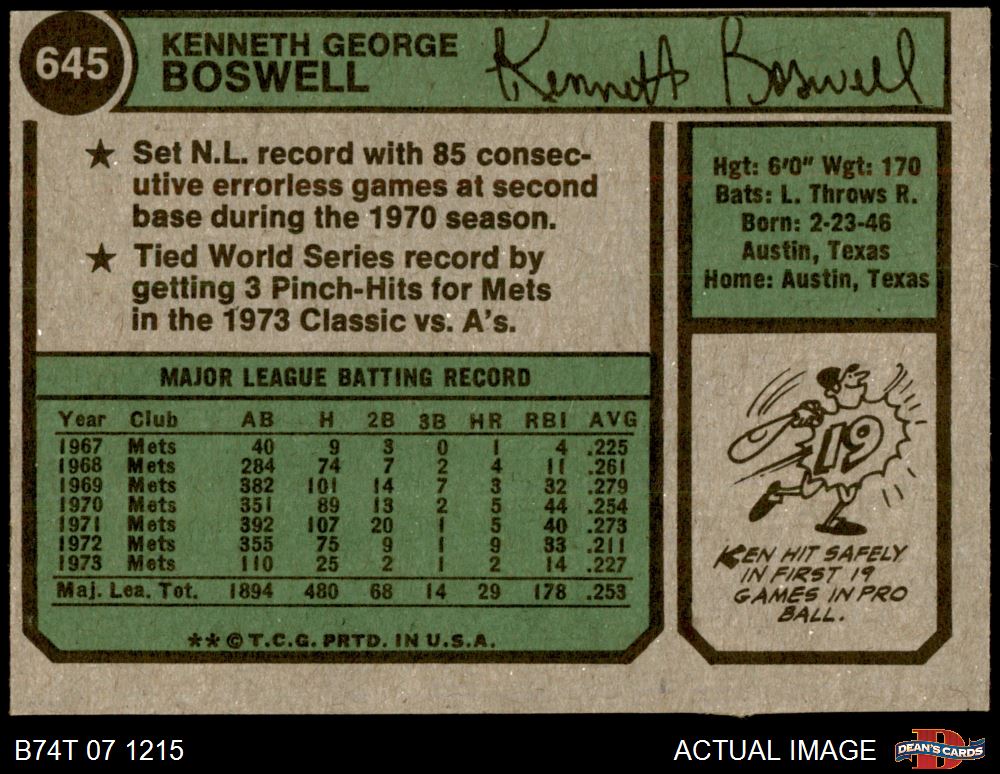 645
KENNETH GEORGE
BOSWELL
Kenneth Boswell
★ Set N.L. record with 85 consec-
utive errorless games at second
base during the 1970 season.
★ Tied World Series record by
getting 3 Pinch-Hits for Mets
in the 1973 Classic vs. A's.
Hgt: 6'0" Wgt: 170
Bats: L. Throws R.
Born: 2-23-46
Austin, Texas
Home: Austin, Texas
MAJOR LEAGUE BATTING RECORD
Year Club AB H 2B 3B HR RBI AVG
1967 Mets 40 9 3 0 1 4 .225
1968 Mets 284 74 7 2 4 11 .261
1969 Mets 382 101 14 7 3 32 .279
1970 Mets 351 89 13 2 5 44 .254
1971 Mets 392 107 20 1 5 40 .273
1972 Mets 355 75 9 1 9 33 .211
1973 Mets 110 25 2 1 2 14 .227
Maj. Lea. Tot. 1894 480 68 14 29 178 .253
**© T.C.G. PRTD. IN U.S.A.
19
KEN HIT SAFELY
IN FIRST 19
GAMES IN PRO
BALL.
B74T 07 1215
ACTUAL IMAGE
DEAN'S CARDS